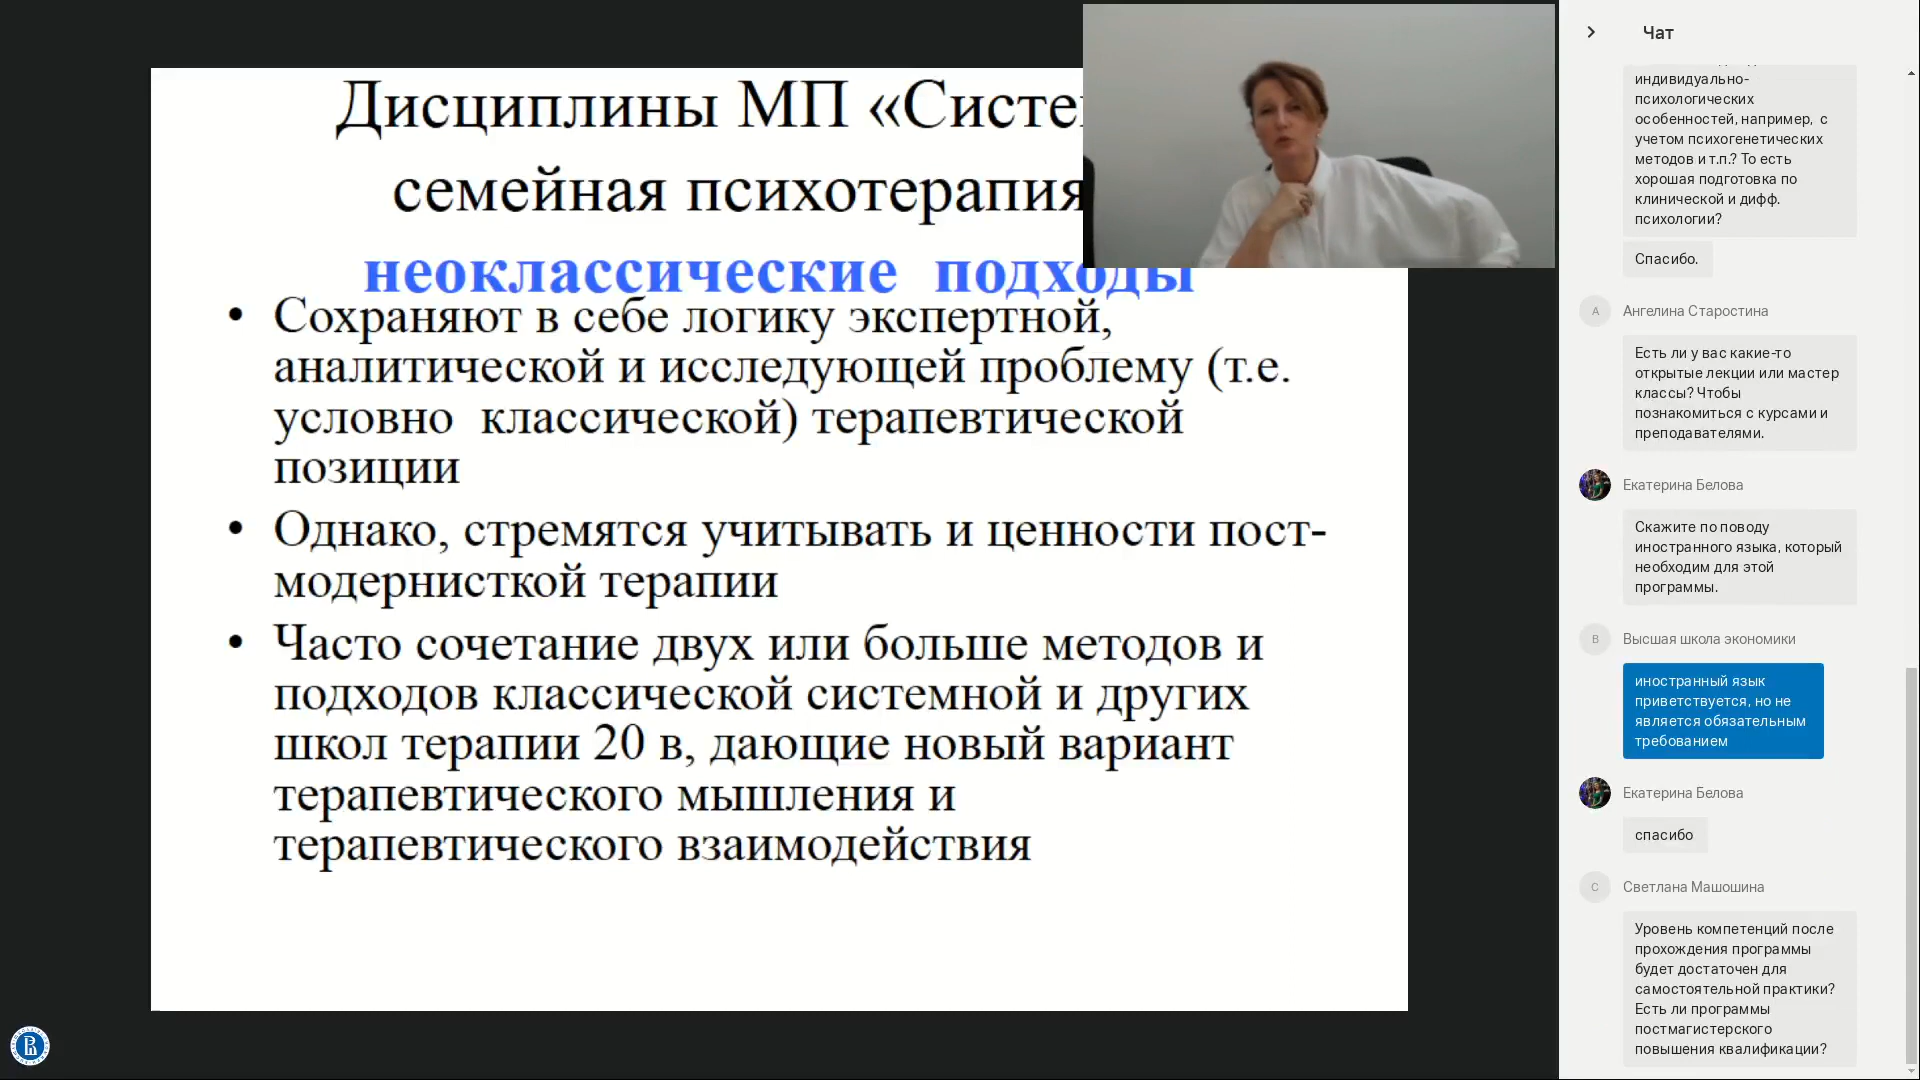 Дисциплины МП «Систе
семейная психотерапия
неоклассические подходы
• Сохраняют в себе логику экспертной,
аналитической и исследующей проблему (т.е.
условно классической) терапевтической
позиции
• Однако, стремятся учитывать и ценности пост-
модернисткой терапии
• Часто сочетание двух или больше методов и
подходов классической системной и других
школ терапии 20 в, дающие новый вариант
терапевтического мышления и
терапевтического взаимодействия
Чат
индивидуально-
психологических
особенностей, например, с
учетом психогенетических
методов и т.п.? То есть
хорошая подготовка по
клинической и дифф.
психологии?
Спасибо.
А
Ангелина Старостина
Есть ли у вас какие-то
открытые лекции или мастер
классы? Чтобы
познакомиться с курсами и
преподавателями.
Екатерина Белова
Скажите по поводу
иностранного языка, который
необходим для этой
программы.
В
Высшая школа экономики
иностранный язык
приветствуется, но не
является обязательным
требованием
Екатерина Белова
спасибо
С
Светлана Машошина
Уровень компетенций после
прохождения программы
будет достаточен для
самостоятельной практики?
Есть ли программы
постмагистерского
повышения квалификации?